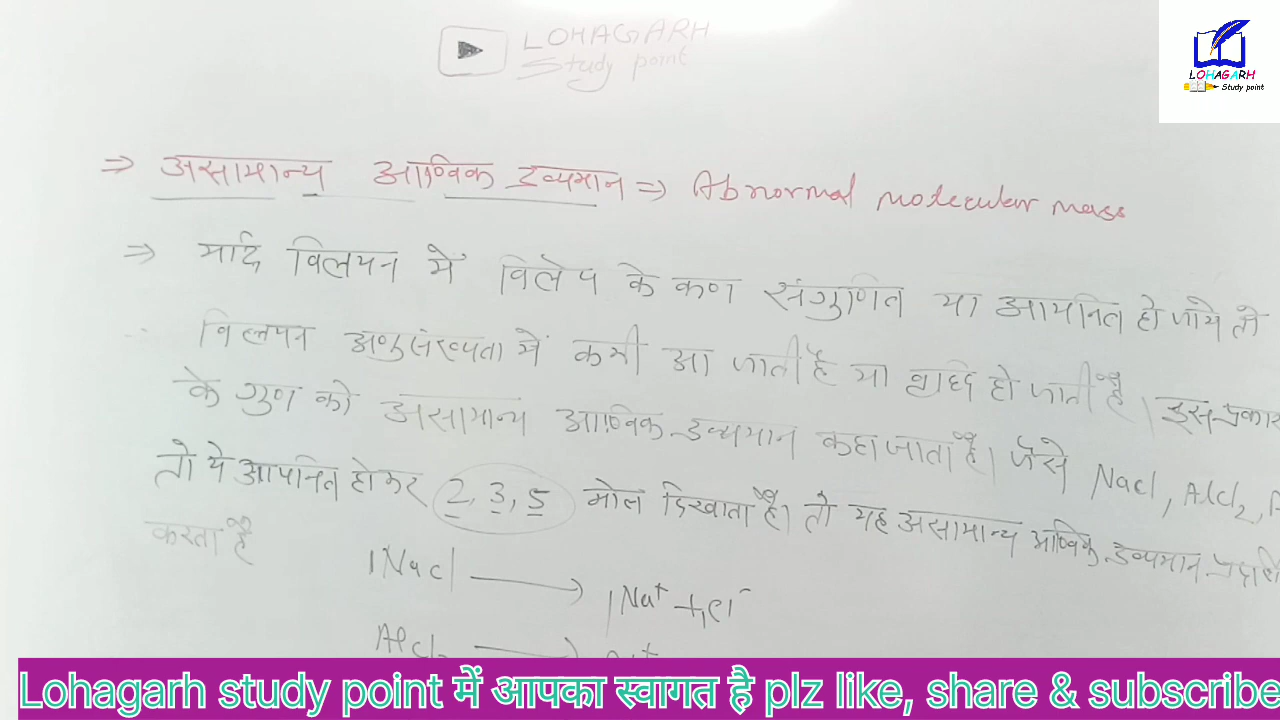 LOHAGARH
Study point
LOHAGARH
Study point
⇒ असामान्य आण्विक द्रव्यमान ⇒ Abnormal molecular mass
⇒ यदि विलयन में विलेय के कण संगुणित या आयनित हो जाये तो
विलयन अणुसंख्यता में कमी आ जाती है या वृद्धि हो जाती है। इस प्रकार
के गुण को असामान्य आण्विक द्रव्यमान कहा जाता है। जैसे NaCl, AlCl2,
तो ये आयनित होकर 2, 3, 5 मोल दिखाता है। तो यह असामान्य आण्विक द्रव्यमान
करता है
1NaCl ⟶ 1Na+ + 1Cl-
Lohagarh study point में आपका स्वागत है plz like, share & subscribe